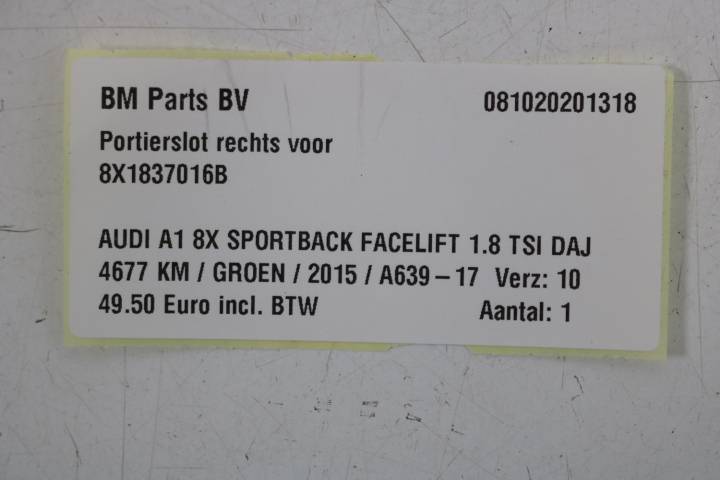 BM Parts BV 081020201318
Portierslot rechts voor
8X1837016B
AUDI A1 8X SPORTBACK FACELIFT 1.8 TSI DAJ
4677 KM / GROEN / 2015 / A639-17 Verz: 10
49.50 Euro incl. BTW Aantal: 1